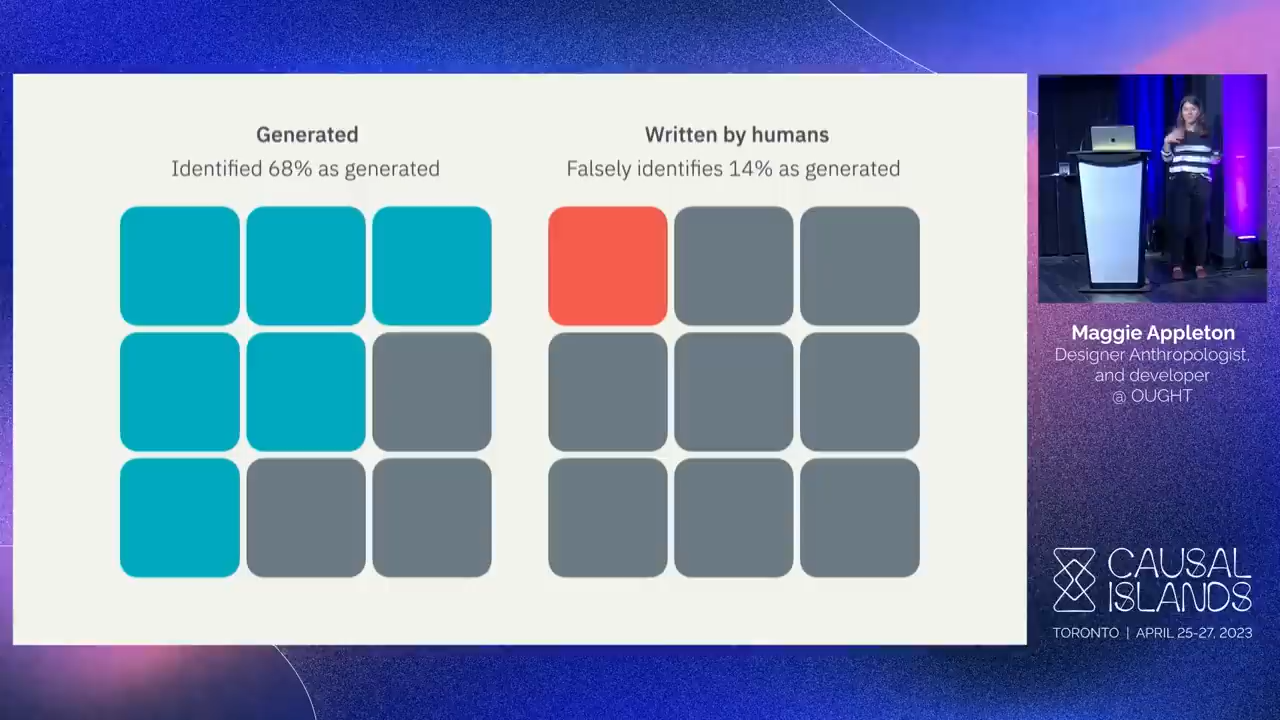 Generated
Identified 68% as generated
Written by humans
Falsely identifies 14% as generated
Maggie Appleton
Designer Anthropologist,
and developer
@ OUGHT
CAUSAL
ISLANDS
TORONTO | APRIL 25-27, 2023